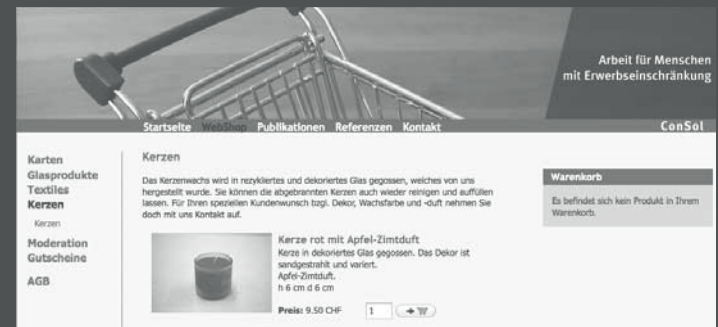 Arbeit für Menschen
mit Erwerbseinschränkung
Startseite WebShop Publikationen Referenzen Kontakt
ConSol
Karten
Glasprodukte
Textiles
Kerzen
Kerzen
Moderation
Gutscheine
AGB
Kerzen
Das Kerzenwachs wird in rezykliertes und dekoriertes Glas gegossen, welches von uns
hergestellt wurde. Sie können die abgebrannten Kerzen auch wieder reinigen und auffüllen
lassen. Für Ihren speziellen Kundenwunsch bzgl. Dekor, Wachsfarbe und -duft nehmen Sie
doch mit uns Kontakt auf.
Kerze rot mit Apfel-Zimtduft
Kerze in dekoriertes Glas gegossen. Das Dekor ist
sandgestrahlt und variert.
Apfel-Zimtduft.
h 6 cm d 6 cm
Preis: 9.50 CHF 1
Warenkorb
Es befindet sich kein Produkt in Ihrem
Warenkorb.